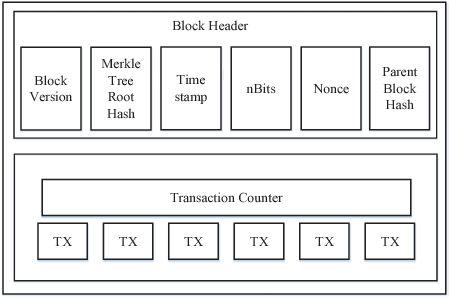 Block Header
Block
Version
Merkle
Tree
Root
Hash
Time
stamp
nBits
Nonce
Parent
Block
Hash
Transaction Counter
TX
TX
TX
TX
TX
TX